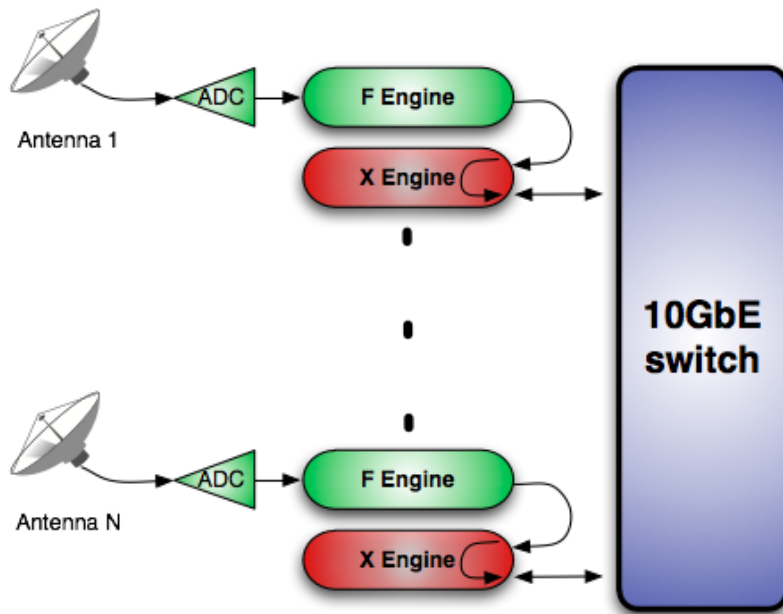 ADC
F Engine
Antenna 1
X Engine
10GbE
switch
ADC
F Engine
Antenna N
X Engine